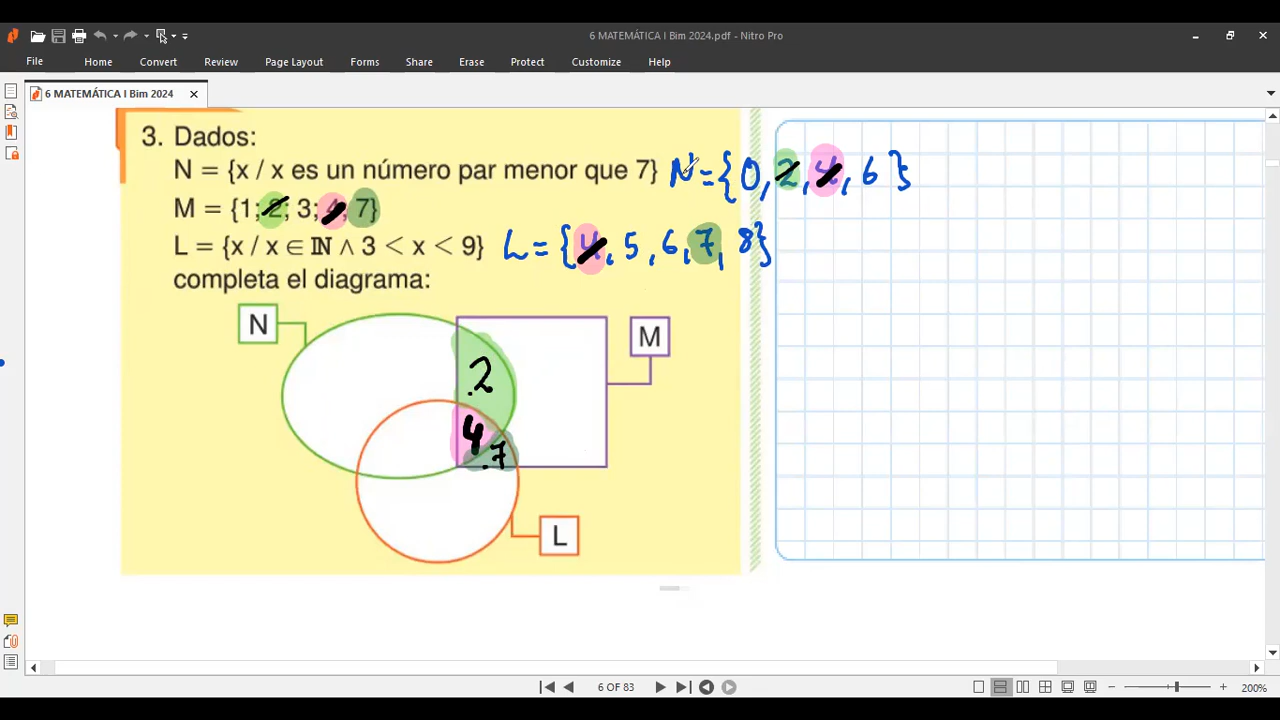 6 MATEMÁTICA I Bim 2024.pdf - Nitro Pro
File Home Convert Review Page Layout Forms Share Erase Protect Customize Help
6 MATEMÁTICA I Bim 2024
3. Dados:
N = {x / x es un número par menor que 7} N = {0, 2, 4, 6}
M = {1; 2; 3; 4; 7}
L = {x / x ∈ ℕ ∧ 3 < x < 9} L = {4, 5, 6, 7, 8}
completa el diagrama:
N
M
.2
4
.7
L
6 OF 83
200%